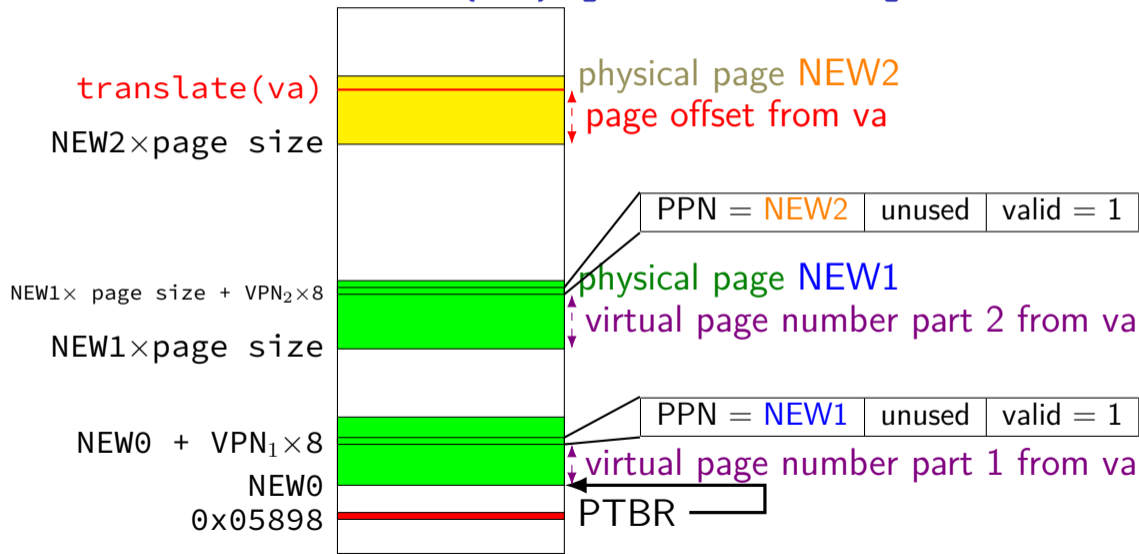 translate(va)
physical page NEW2
page offset from va
NEW2×page size
PPN = NEW2 unused valid = 1
NEW1× page size + VPN₂×8
physical page NEW1
virtual page number part 2 from va
NEW1×page size
PPN = NEW1 unused valid = 1
NEW0 + VPN₁×8
virtual page number part 1 from va
NEW0
PTBR
0x05898